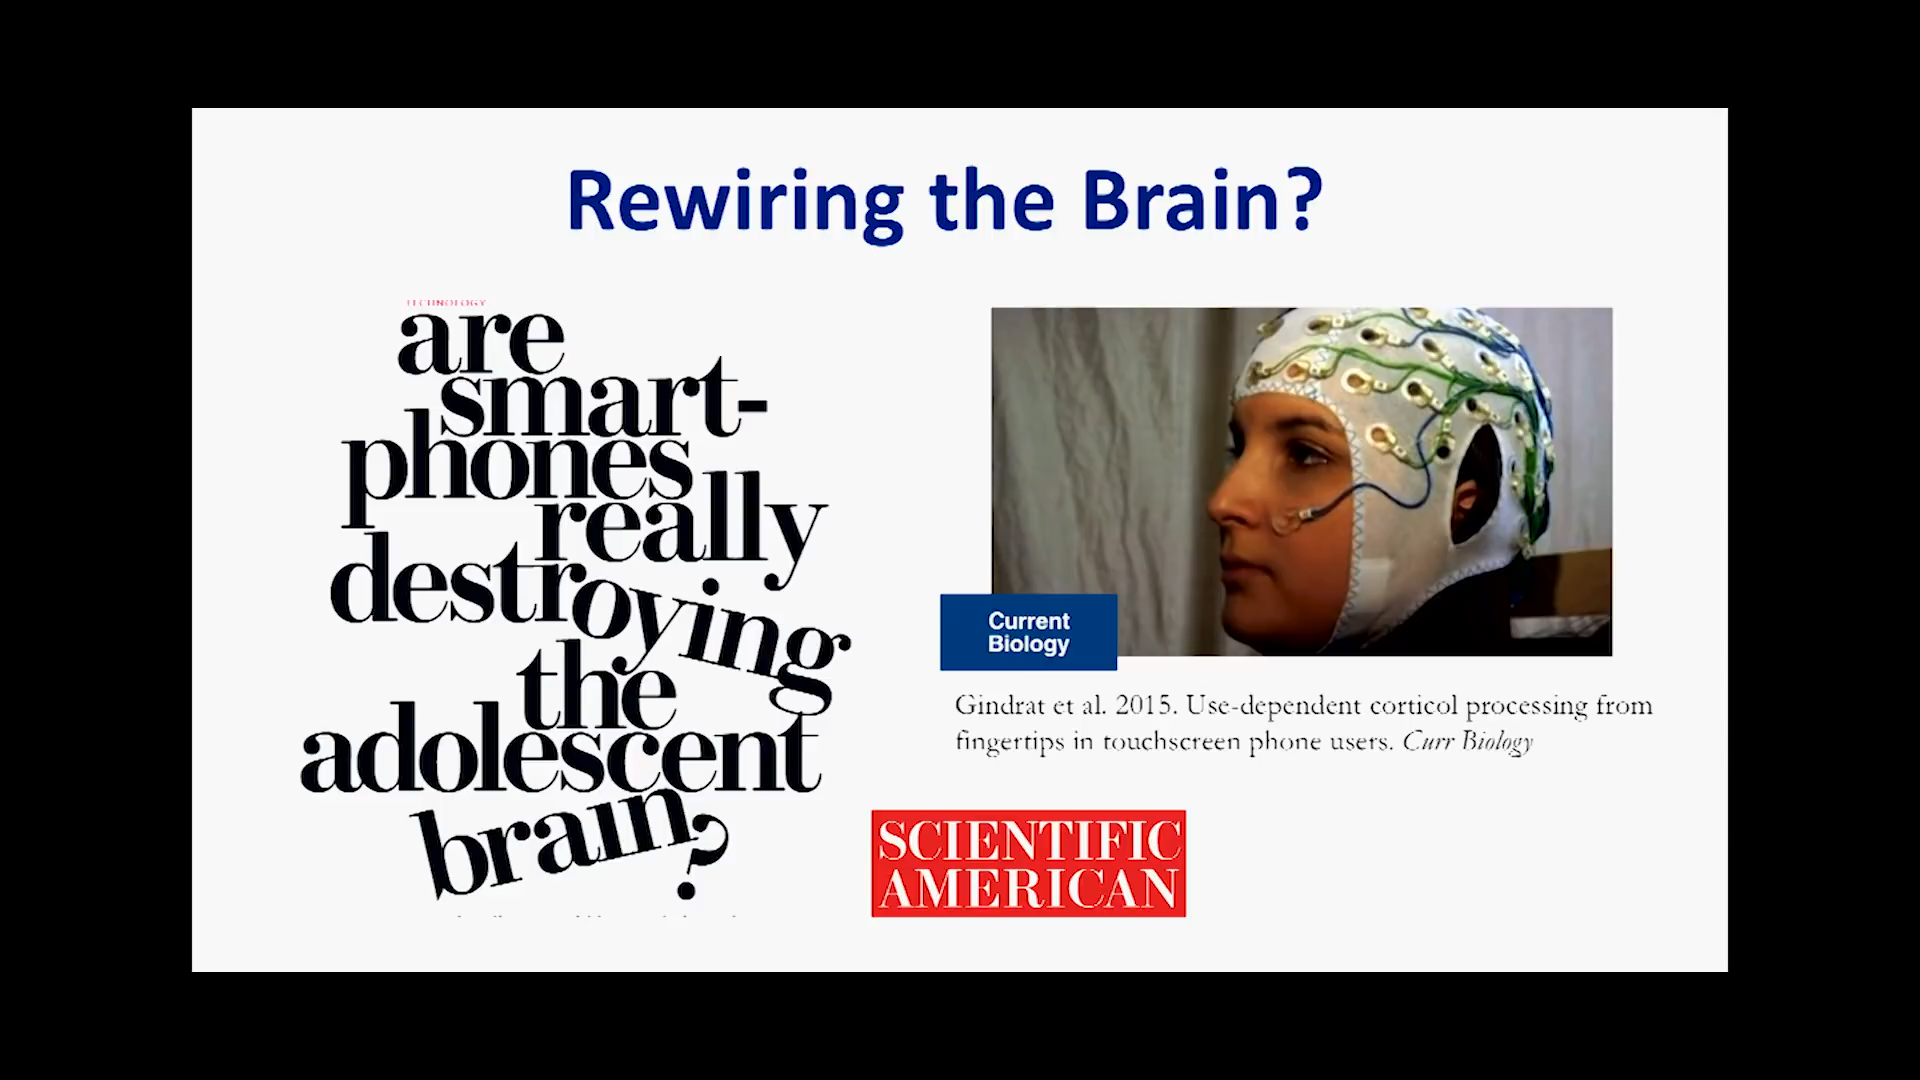 Rewiring the Brain?
TECHNOLOGY
are
smart-
phones
really
destroying
the
adolescent
brain?
Current
Biology
Gindrat et al. 2015. Use-dependent corticol processing from
fingertips in touchscreen phone users. Curr Biology
SCIENTIFIC
AMERICAN